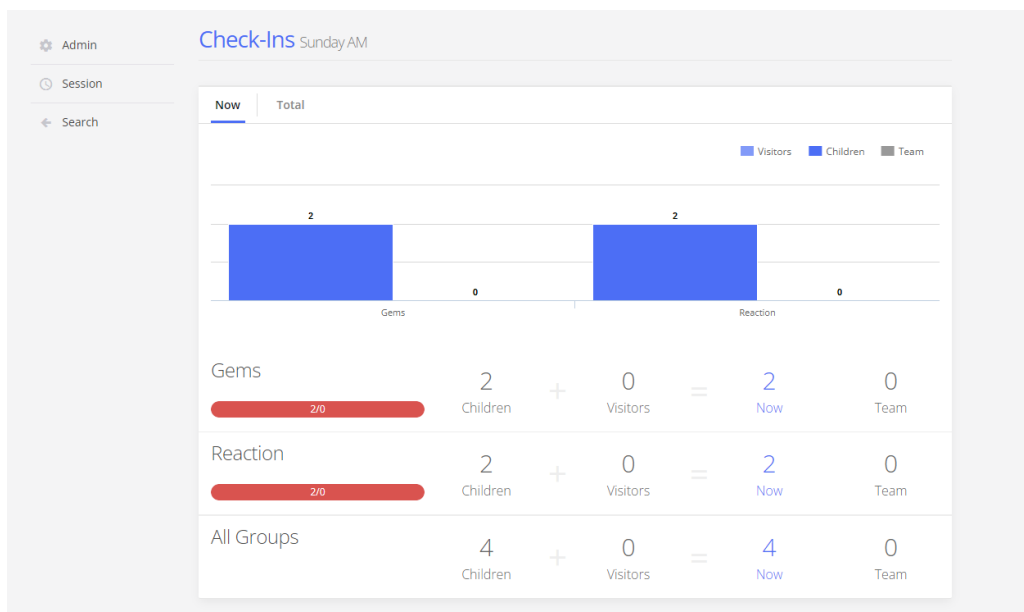 Admin
Session
Search
Check-Ins Sunday AM
Now Total
Visitors Children Team
2 0 2 0
Gems Reaction
Gems
2/0
2 + 0 = 2 0
Children Visitors Now Team
Reaction
2/0
2 + 0 = 2 0
Children Visitors Now Team
All Groups
4 + 0 = 4 0
Children Visitors Now Team